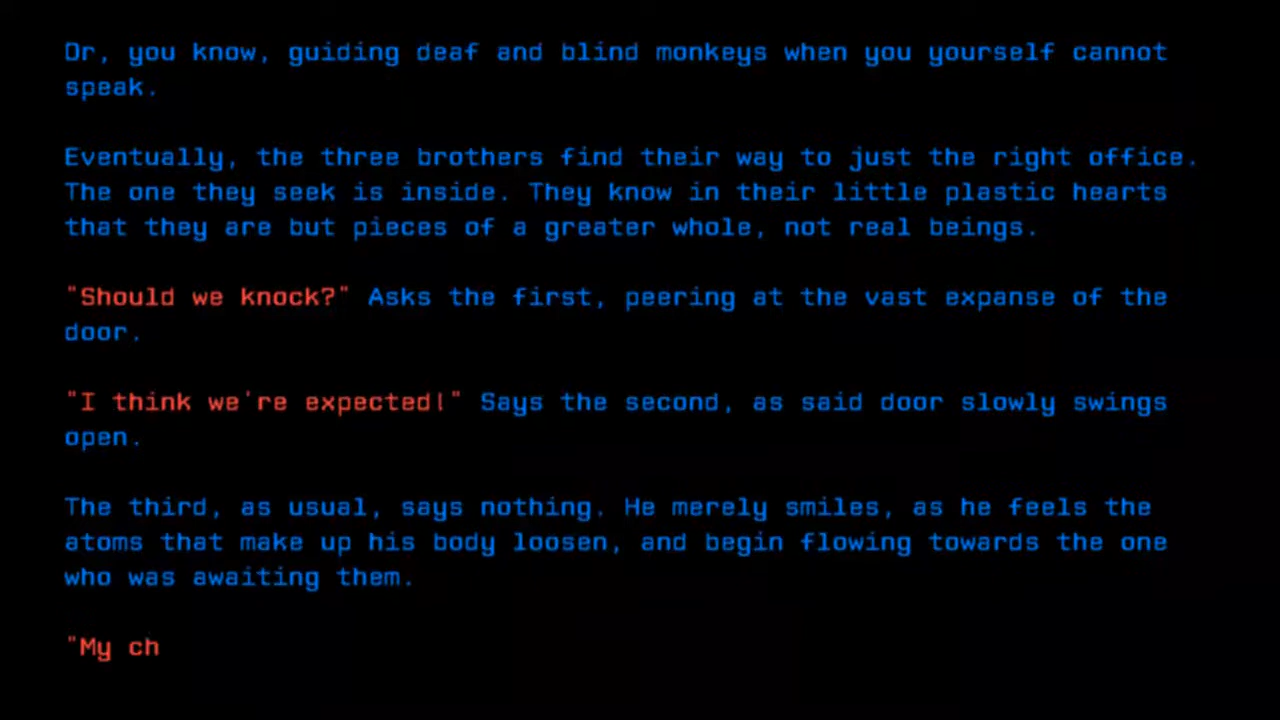 Or, you know, guiding deaf and blind monkeys when you yourself cannot
speak.
Eventually, the three brothers find their way to just the right office.
The one they seek is inside. They know in their little plastic hearts
that they are but pieces of a greater whole, not real beings.
"Should we knock?" Asks the first, peering at the vast expanse of the
door.
"I think we're expected!" Says the second, as said door slowly swings
open.
The third, as usual, says nothing. He merely smiles, as he feels the
atoms that make up his body loosen, and begin flowing towards the one
who was awaiting them.
"My ch